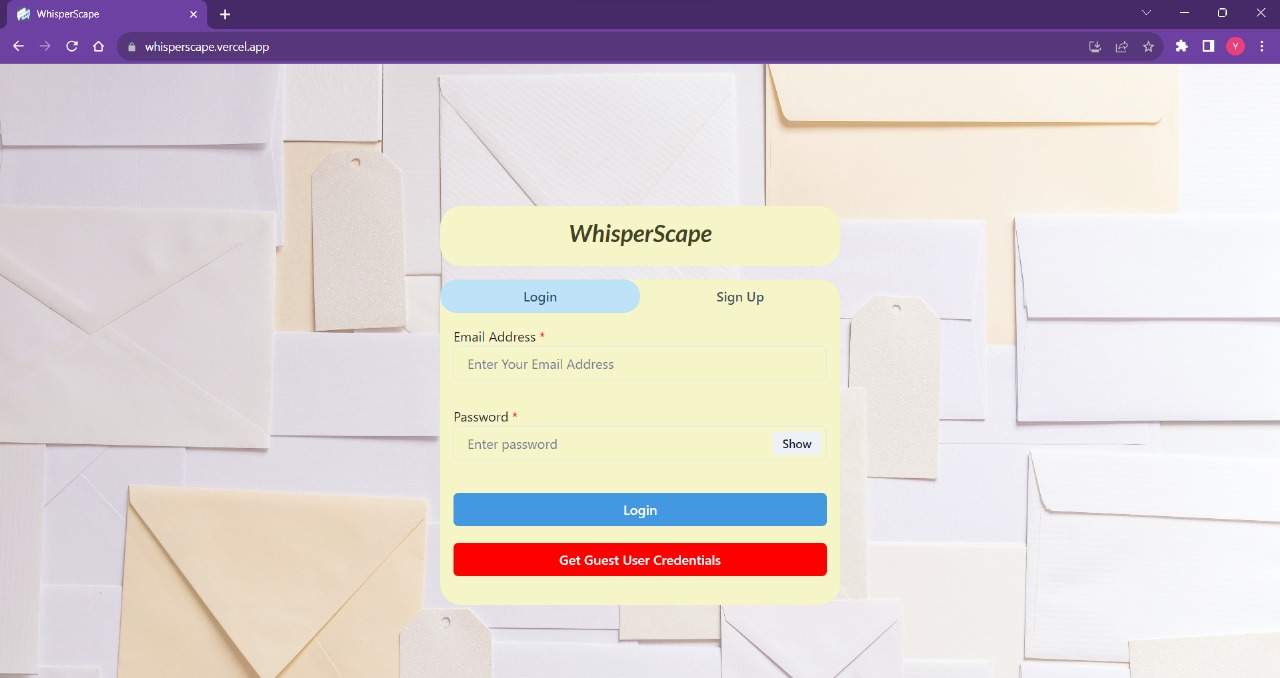 WhisperScape
whisperscape.vercel.app
Y
WhisperScape
Login
Sign Up
Email Address *
Enter Your Email Address
Password *
Enter password
Show
Login
Get Guest User Credentials